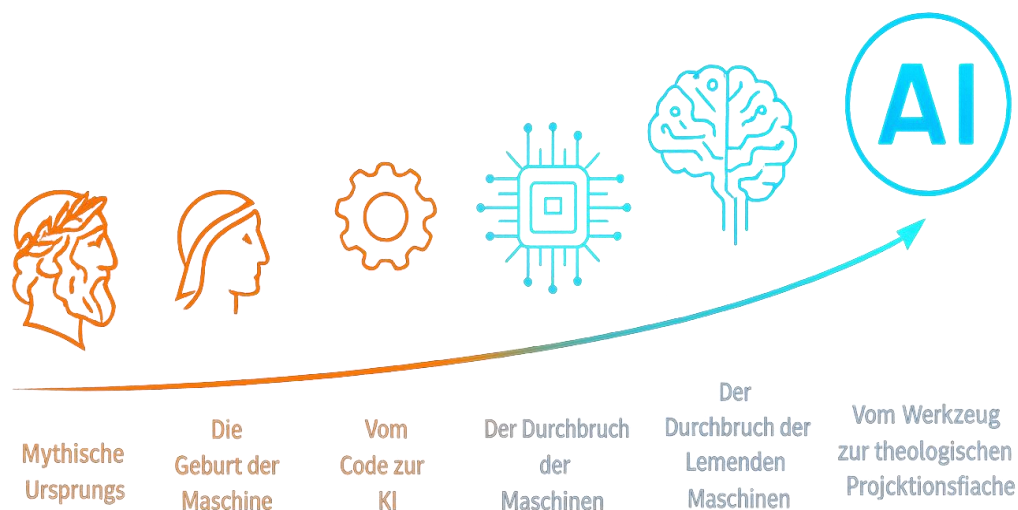 AI
Mythische
Ursprungs
Die
Geburt der
Maschine
Vom
Code zur
KI
Der Durchbruch
der
Maschinen
Der
Durchbruch der
Lemenden
Maschinen
Vom Werkzeug
zur theologischen
Projcktionsfiache